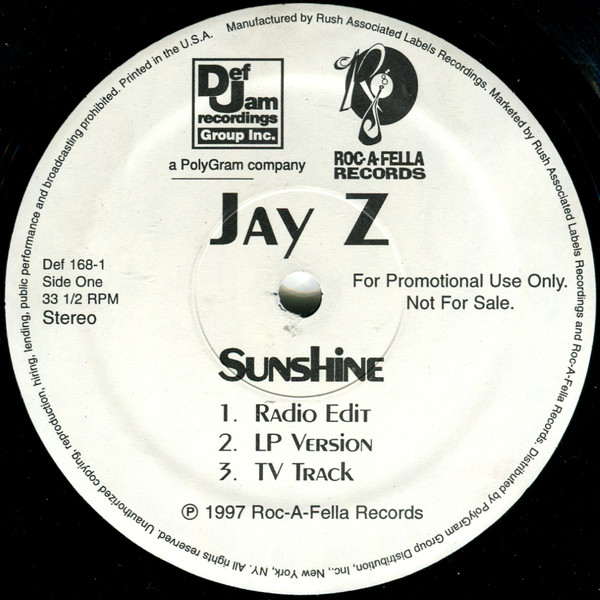 Manufactured by Rush Associated Labels Recordings. Marketed by Rush Associated Labels Recordings and Roc-A-Fella Records. Distributed by PolyGram Group Distribution, Inc., New York, NY. All rights reserved. Unauthorized copying, reproduction, hiring, lending, public performance and broadcasting prohibited. Printed in the U.S.A.
Def
Jam
recordings
Group Inc.
a PolyGram company
R
ROC-A-FELLA
RECORDS
Jay Z
Def 168-1
Side One
33 1/2 RPM
Stereo
For Promotional Use Only.
Not For Sale.
Sunshine
1. Radio Edit
2. LP Version
3. TV Track
℗ 1997 Roc-A-Fella Records